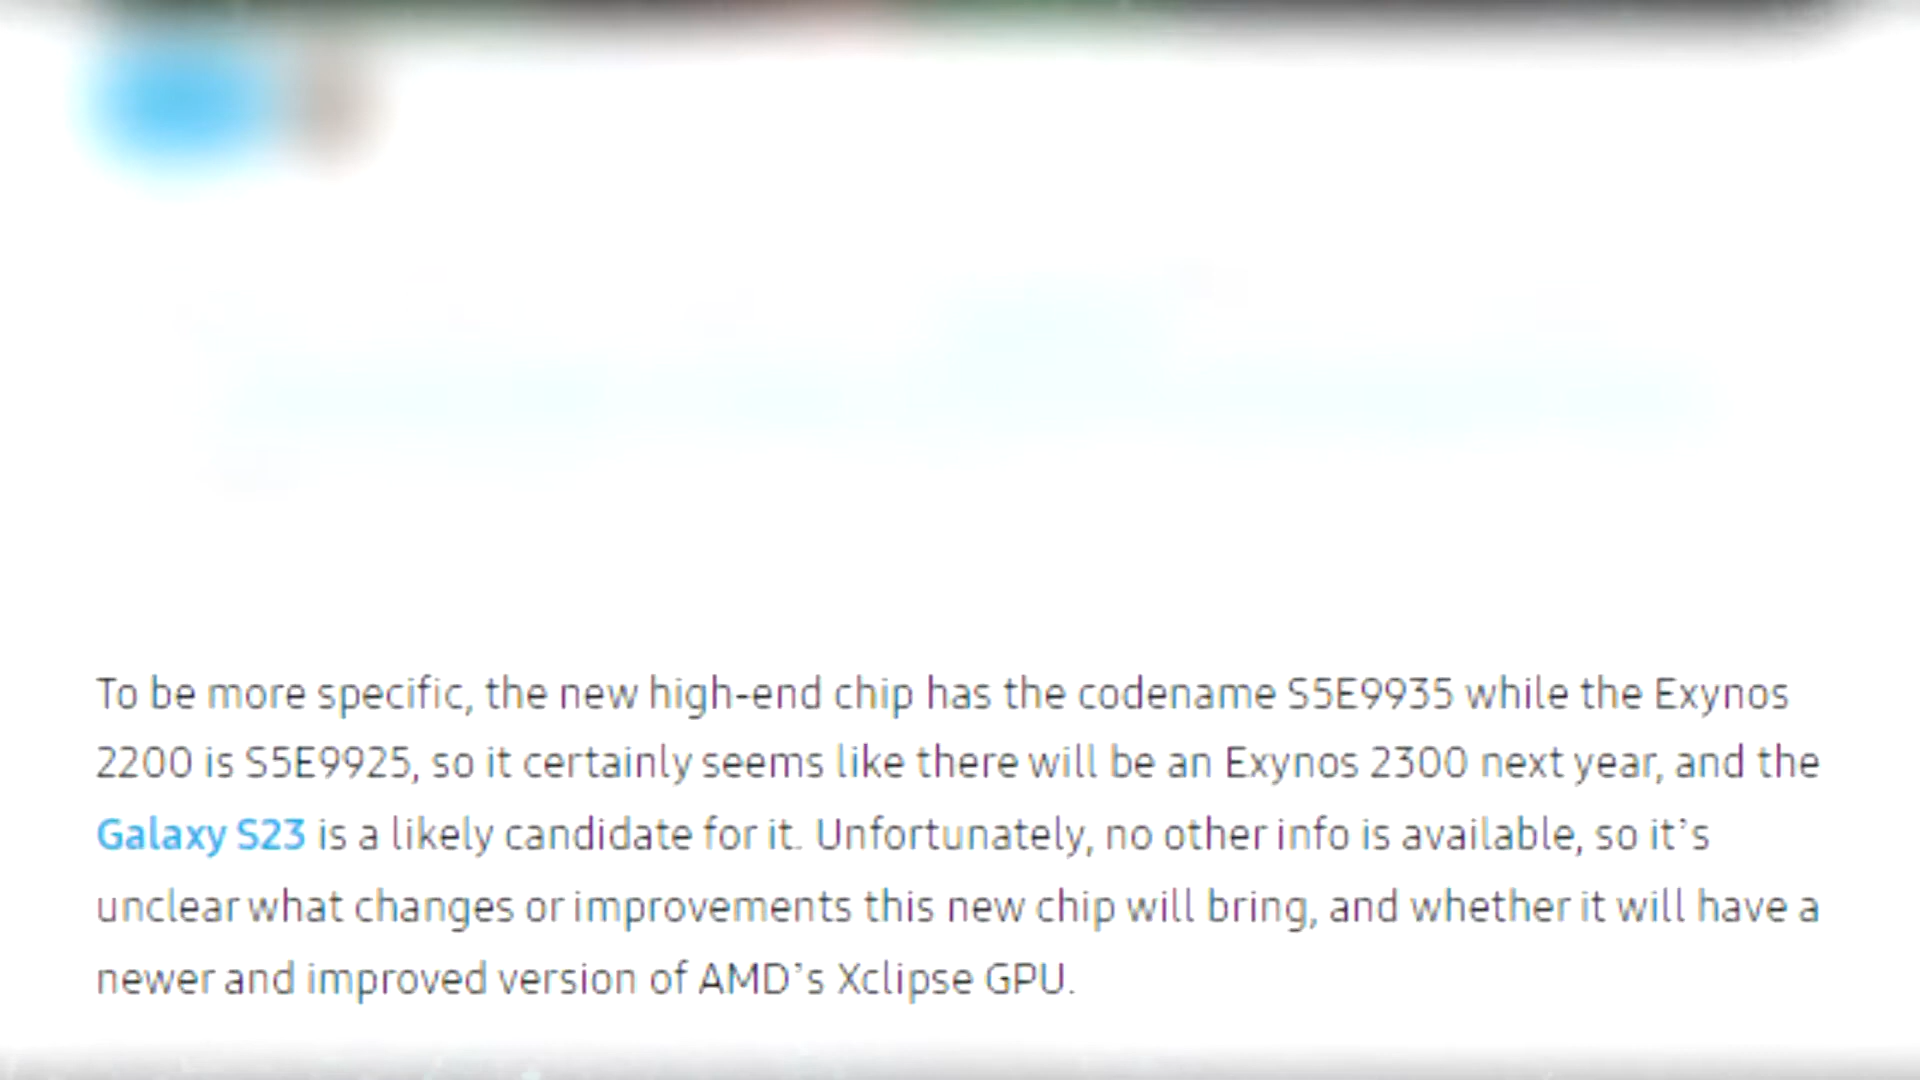 To be more specific, the new high-end chip has the codename S5E9935 while the Exynos
2200 is S5E9925, so it certainly seems like there will be an Exynos 2300 next year, and the
Galaxy S23 is a likely candidate for it. Unfortunately, no other info is available, so it’s
unclear what changes or improvements this new chip will bring, and whether it will have a
newer and improved version of AMD’s Xclipse GPU.